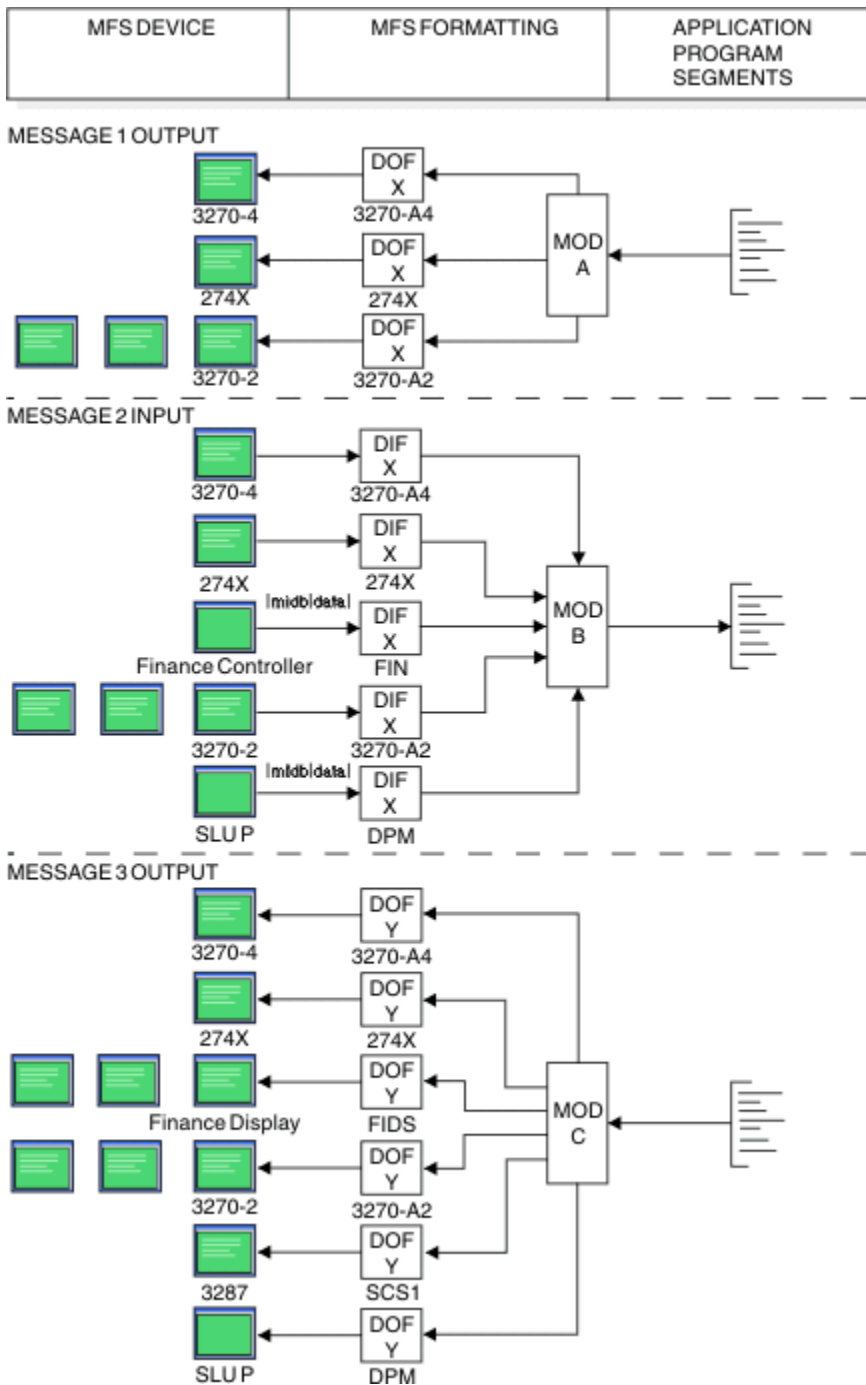 MFS DEVICE
MFS FORMATTING
APPLICATION
PROGRAM
SEGMENTS
MESSAGE 1 OUTPUT
3270-4
DOF
X
3270-A4
274X
DOF
X
274X
MOD
A
3270-2
DOF
X
3270-A2
MESSAGE 2 INPUT
3270-4
DIF
X
3270-A4
274X
DIF
X
274X
|midb|data|
Finance Controller
DIF
X
FIN
MOD
B
3270-2
DIF
X
3270-A2
|midb|data|
SLU P
DIF
X
DPM
MESSAGE 3 OUTPUT
3270-4
DOF
Y
3270-A4
274X
DOF
Y
274X
Finance Display
DOF
Y
FIDS
MOD
C
3270-2
DOF
Y
3270-A2
3287
DOF
Y
SCS1
SLU P
DOF
Y
DPM